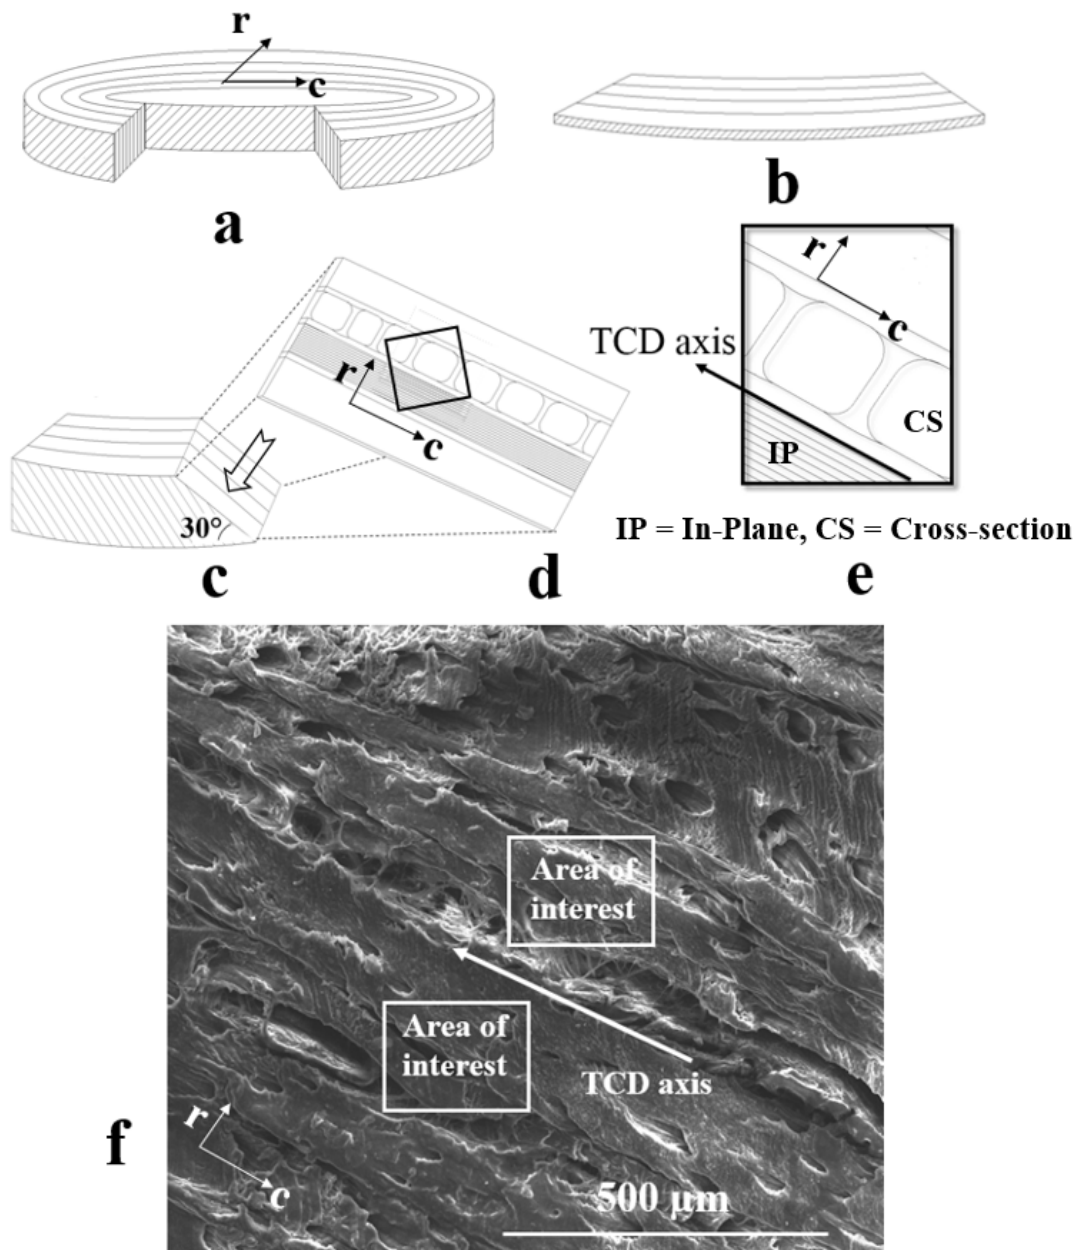 r
c
a
b
r
c
TCD axis
r
c
CS
IP
30°
IP = In-Plane, CS = Cross-section
c
d
e
Area of
interest
Area of
interest
TCD axis
r
c
f
500 μm